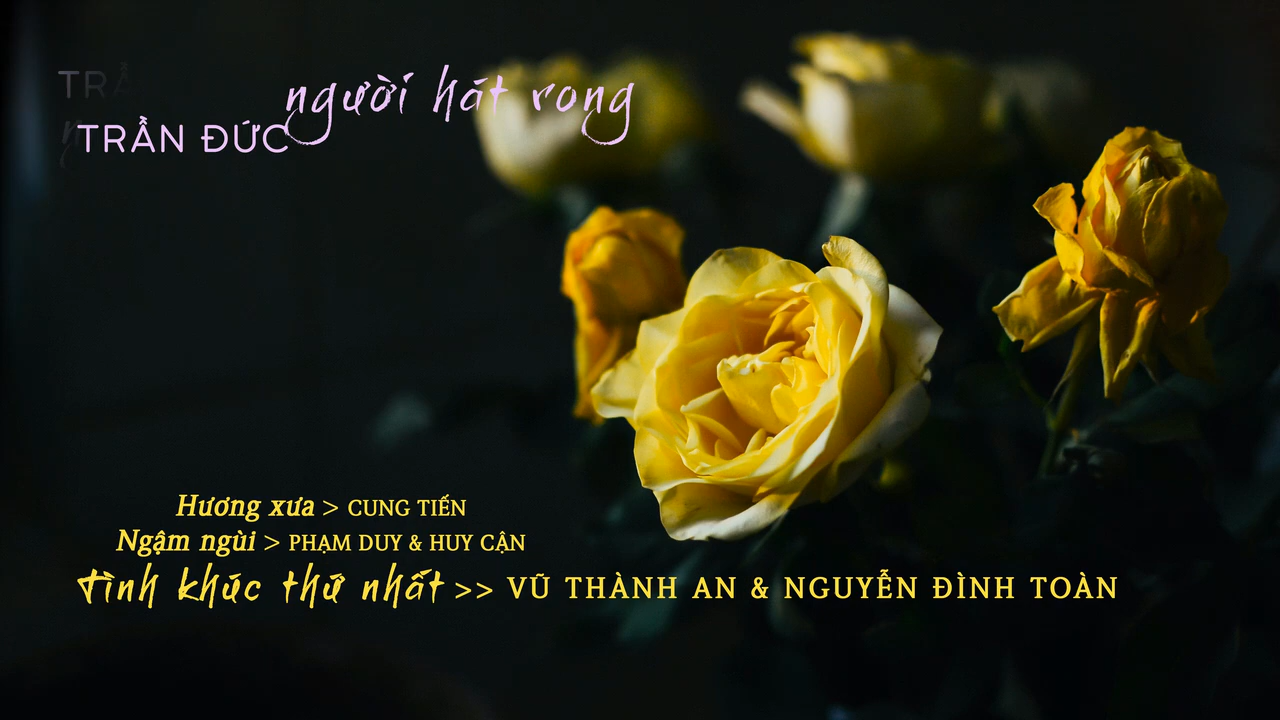 người hát rong
TRẦN ĐỨC
Hương xưa > CUNG TIẾN
Ngậm ngùi > PHẠM DUY & HUY CẬN
tình khúc thứ nhất >> VŨ THÀNH AN & NGUYỄN ĐÌNH TOÀN